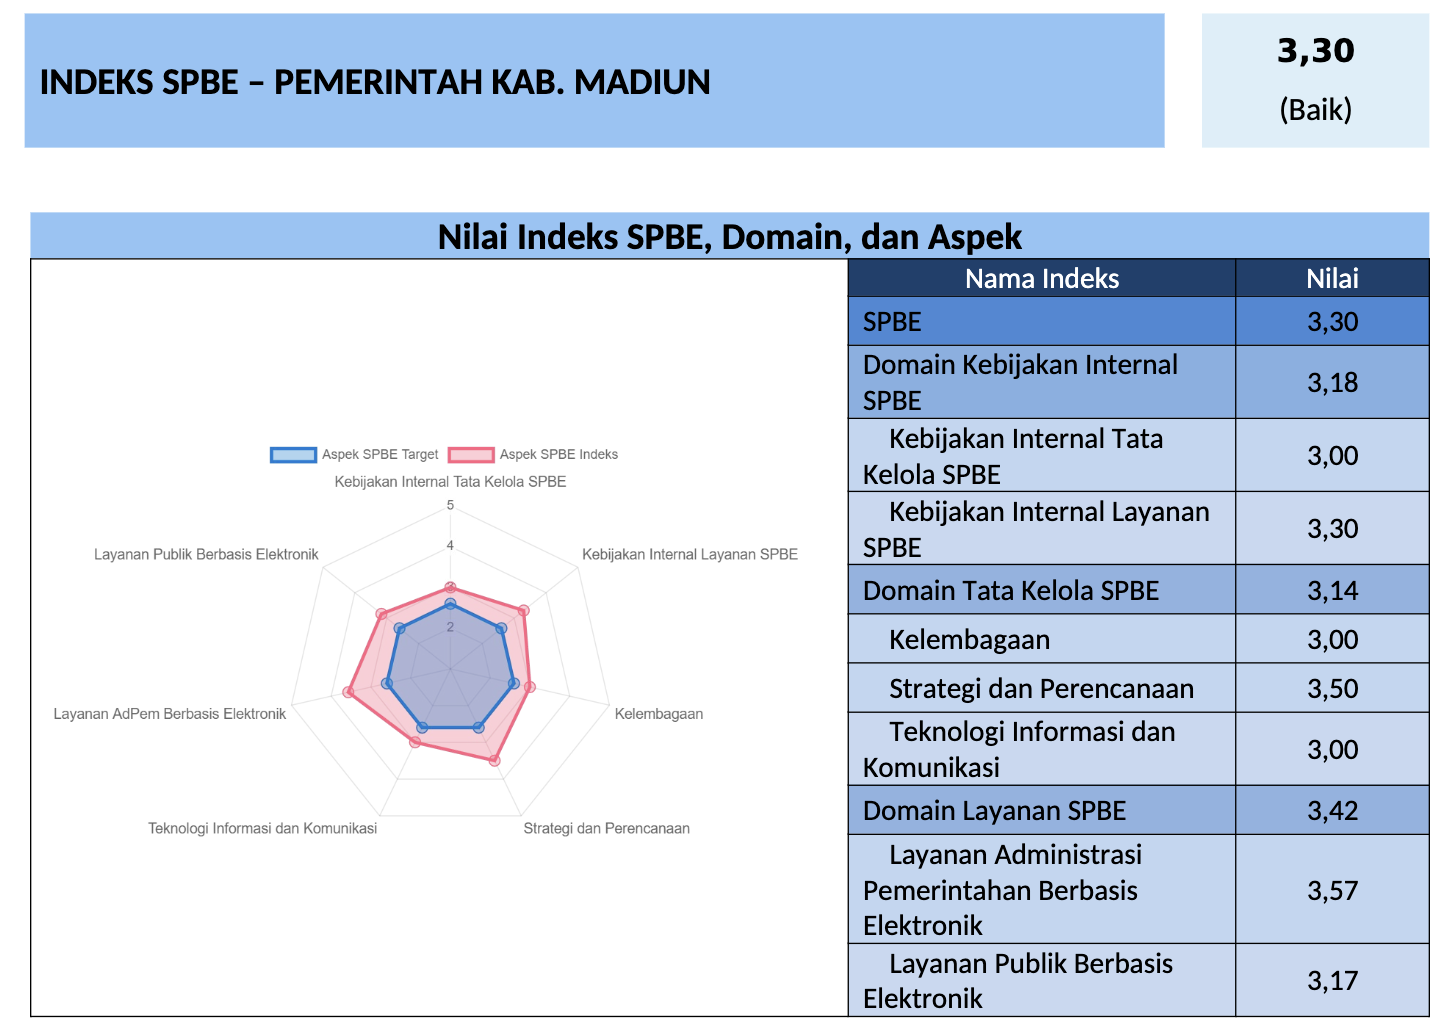 INDEKS SPBE – PEMERINTAH KAB. MADIUN
3,30
(Baik)
Nilai Indeks SPBE, Domain, dan Aspek
Aspek SPBE Target
Aspek SPBE Indeks
Kebijakan Internal Tata Kelola SPBE
5
4
2
Layanan Publik Berbasis Elektronik
Kebijakan Internal Layanan SPBE
Layanan AdPem Berbasis Elektronik
Kelembagaan
Teknologi Informasi dan Komunikasi
Strategi dan Perencanaan
Nama Indeks
Nilai
SPBE
3,30
Domain Kebijakan Internal
SPBE
3,18
Kebijakan Internal Tata
Kelola SPBE
3,00
Kebijakan Internal Layanan
SPBE
3,30
Domain Tata Kelola SPBE
3,14
Kelembagaan
3,00
Strategi dan Perencanaan
3,50
Teknologi Informasi dan
Komunikasi
3,00
Domain Layanan SPBE
3,42
Layanan Administrasi
Pemerintahan Berbasis
Elektronik
3,57
Layanan Publik Berbasis
Elektronik
3,17